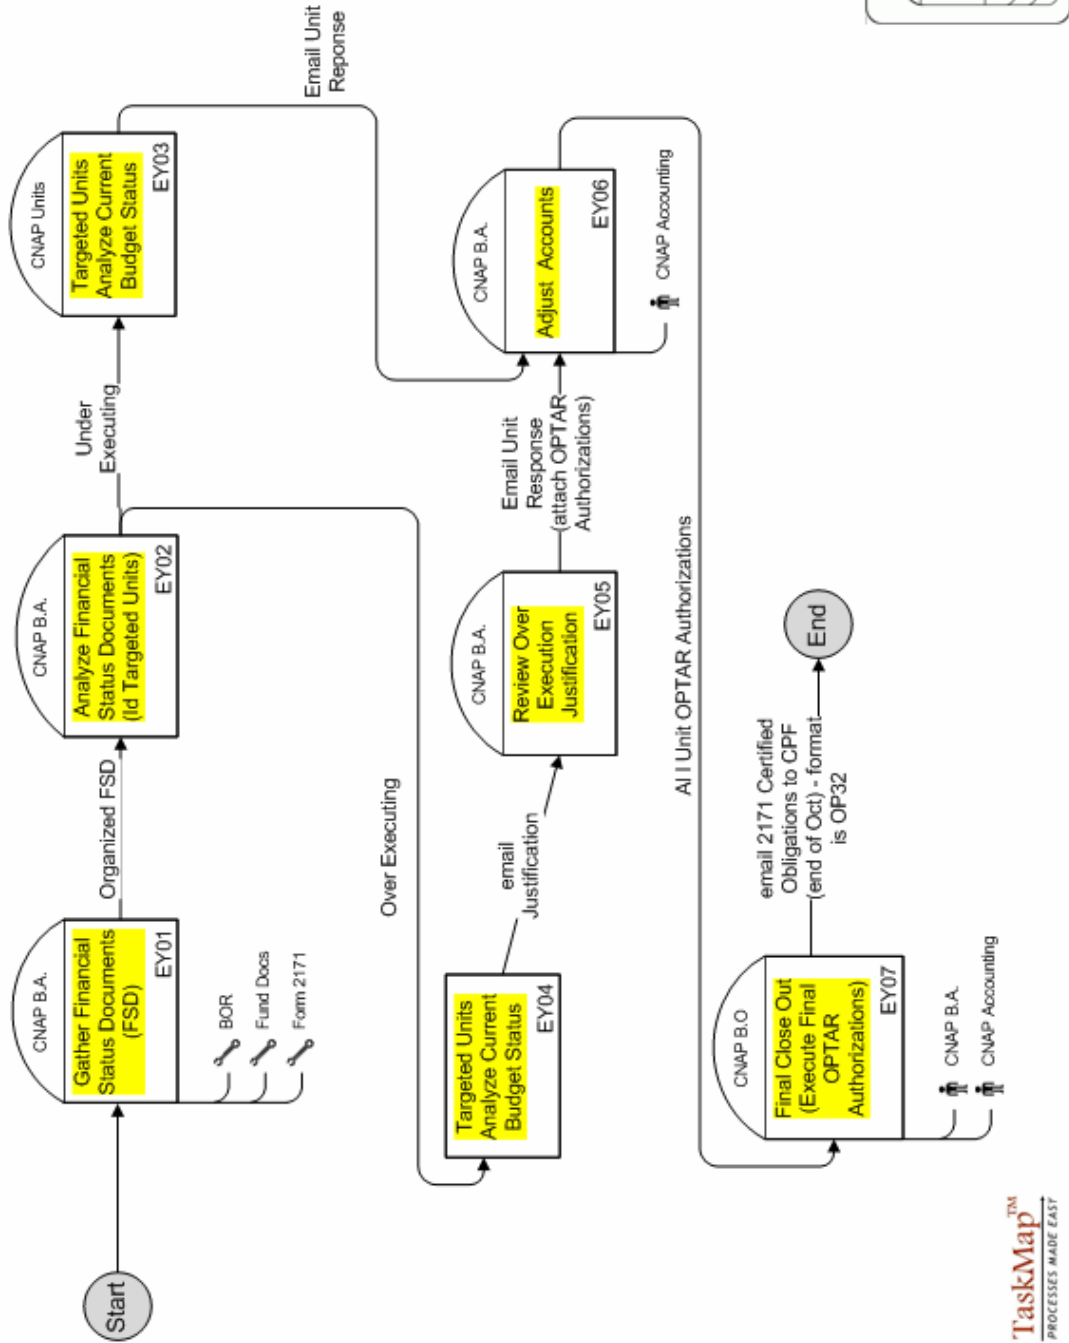 Start
CNAP B.A.
Gather Financial
Status Documents
(FSD)
EY01
BOR
Fund Docs
Form 2171
Organized FSD
CNAP B.A.
Analyze Financial
Status Documents
(Id Targeted Units)
EY02
Under
Executing
CNAP Units
Targeted Units
Analyze Current
Budget Status
EY03
Email Unit
Reponse
Over Executing
Targeted Units
Analyze Current
Budget Status
EY04
email
Justification
CNAP B.A.
Review Over
Execution
Justification
EY05
Email Unit
Response
(attach OPTAR
Authorizations)
CNAP B.A.
Adjust Accounts
EY06
CNAP Accounting
Al l Unit OPTAR Authorizations
CNAP B.O
Final Close Out
(Execute Final
OPTAR
Authorizations)
EY07
CNAP B.A.
CNAP Accounting
email 2171 Certified
Obligations to CPF
(end of Oct) - format
is OP32
End
TaskMap™
PROCESSES MADE EASY